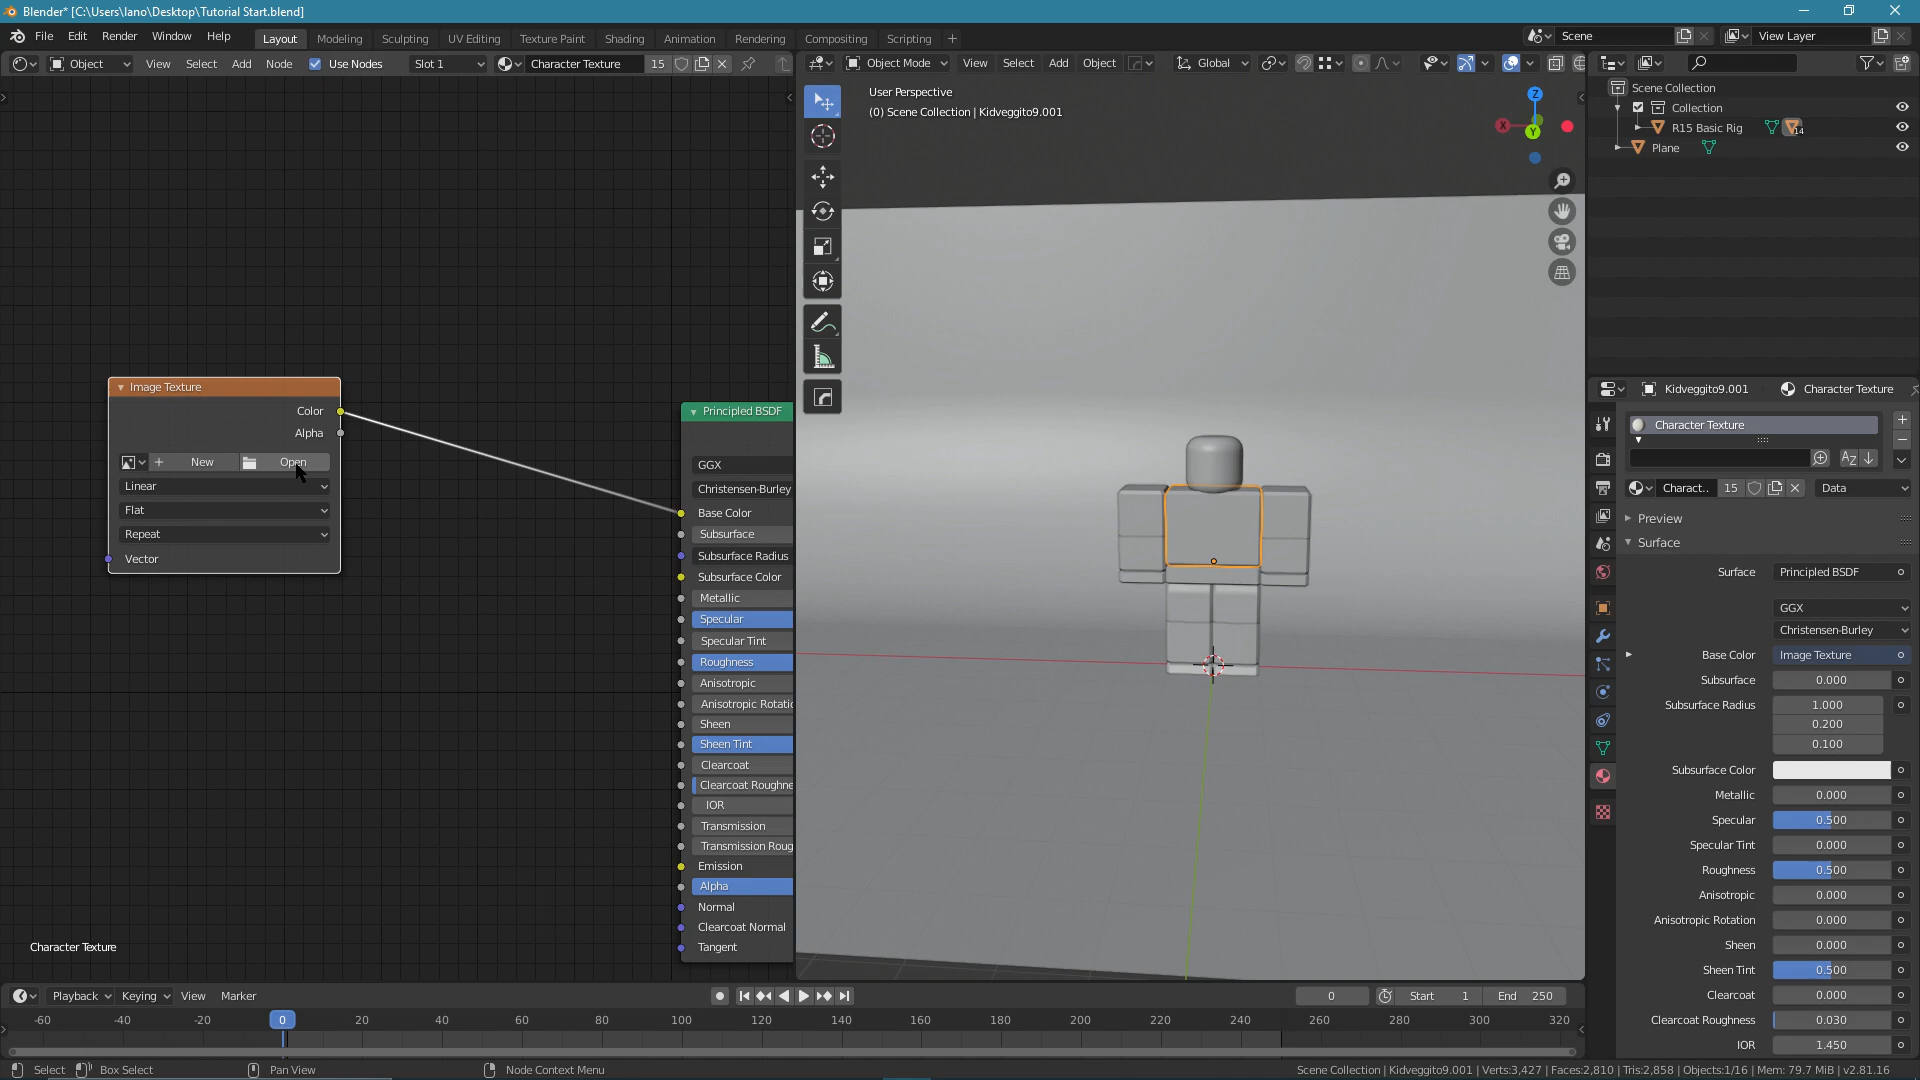 Blender* [C:\Users\lano\Desktop\Tutorial Start.blend]
File Edit Render Window Help Layout Modeling Sculpting UV Editing Texture Paint Shading Animation Rendering Compositing Scripting Scene View Layer
Object View Select Add Node Use Nodes Slot 1 Character Texture 15
Object Mode View Select Add Object Global
User Perspective
(0) Scene Collection | Kidveggito9.001
Z
X
Y
Scene Collection
Collection
R15 Basic Rig 14
Plane
Image Texture
Color
Alpha
New Open
Linear
Flat
Repeat
Vector
Principled BSDF
GGX
Christensen-Burley
Base Color
Subsurface
Subsurface Radius
Subsurface Color
Metallic
Specular
Specular Tint
Roughness
Anisotropic
Anisotropic Rotatic
Sheen
Sheen Tint
Clearcoat
Clearcoat Roughne
IOR
Transmission
Transmission Roug
Emission
Alpha
Normal
Clearcoat Normal
Tangent
Character Texture
Kidveggito9.001 Character Texture
Character Texture
Charact.. 15 Data
Preview
Surface
Surface Principled BSDF
GGX
Christensen-Burley
Base Color Image Texture
Subsurface 0.000
Subsurface Radius 1.000
0.200
0.100
Subsurface Color
Metallic 0.000
Specular 0.500
Specular Tint 0.000
Roughness 0.500
Anisotropic 0.000
Anisotropic Rotation 0.000
Sheen 0.000
Sheen Tint 0.500
Clearcoat 0.000
Clearcoat Roughness 0.030
IOR 1.450
Playback Keying View Marker 0 Start 1 End 250
-60 -40 -20 0 20 40 60 80 100 120 140 160 180 200 220 240 260 280 300 320
Select Box Select Pan View Node Context Menu Scene Collection | Kidveggito9.001 | Verts:3,427 | Faces:2,810 | Tris:2,858 | Objects:1/16 | Mem: 79.7 MiB | v2.81.16